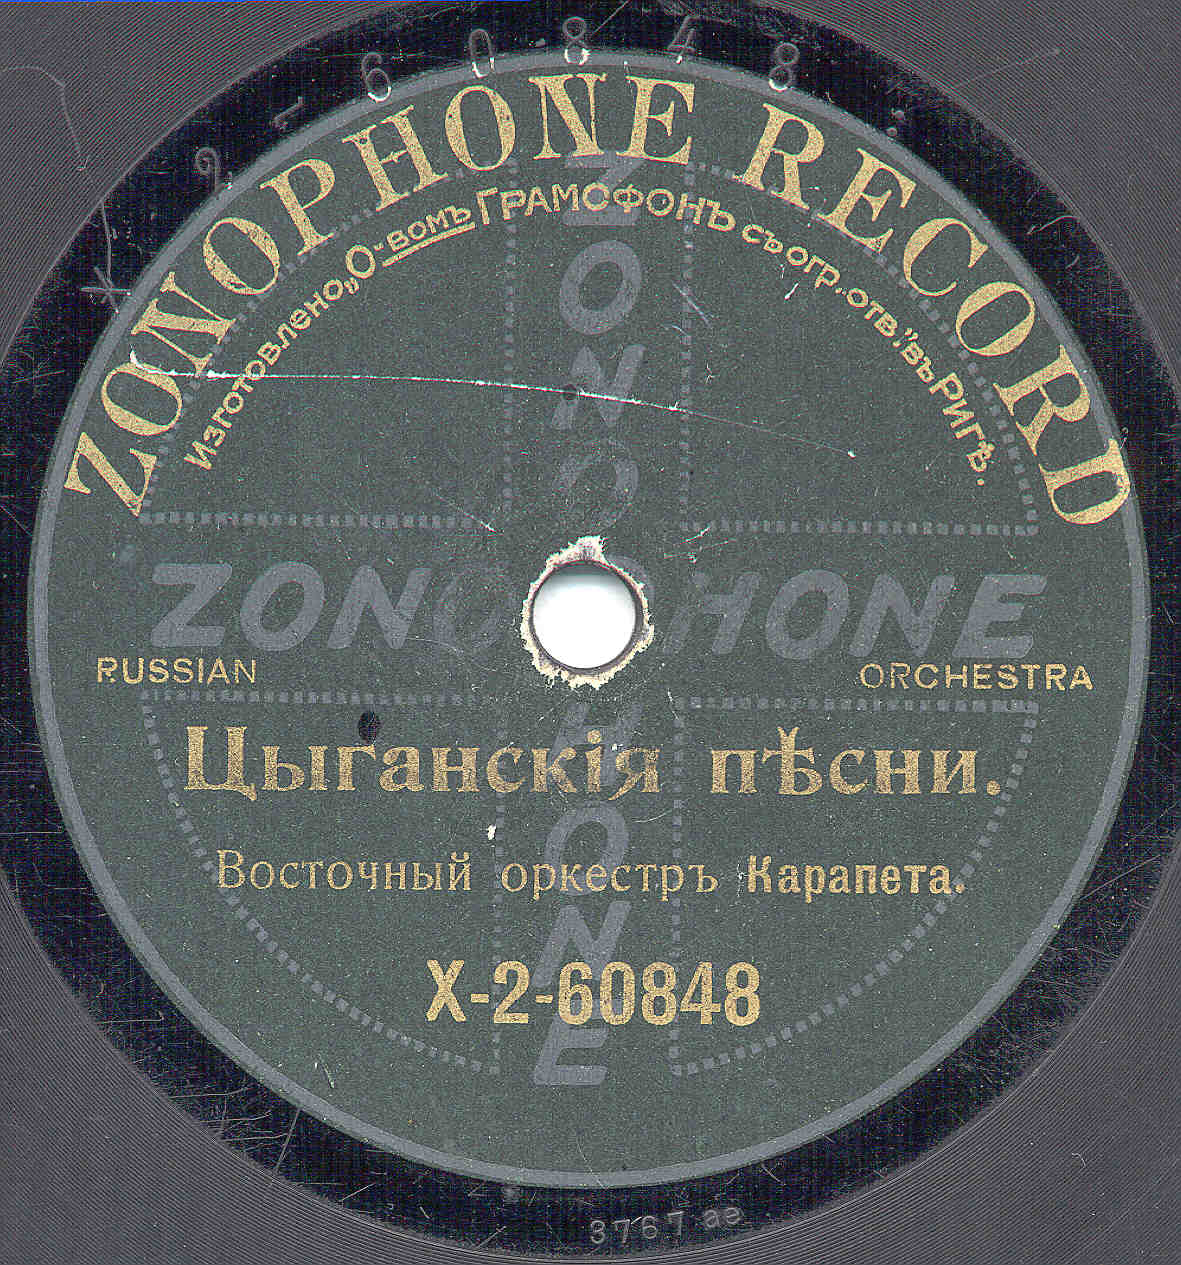 2-60848
ZONOPHONE RECORD
Изготовлено „О-вомъ ГРАМОФОНЪ съ огр. отв.” въ Ригѣ.
ZONOPHONE
ZONOPHONE
RUSSIAN ORCHESTRA
Цыганскія пѣсни.
Восточный оркестръ Карапета.
X-2-60848
3767 ae